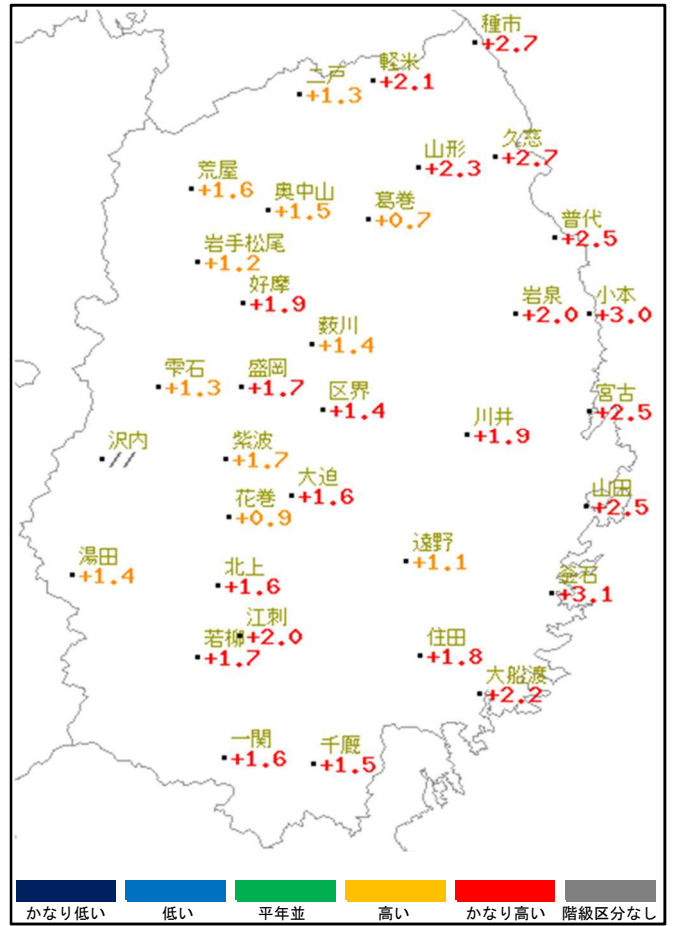 種市
+2.7
軽米
+2.1
二戸
+1.3
久慈
+2.7
山形
+2.3
荒屋
+1.6
奥中山
+1.5
葛巻
+0.7
普代
+2.5
岩手松尾
+1.2
好摩
+1.9
岩泉
+2.0
小本
+3.0
薮川
+1.4
雫石
+1.3
盛岡
+1.7
区界
+1.4
宮古
+2.5
川井
+1.9
沢内
//
紫波
+1.7
大迫
+1.6
花巻
+0.9
山田
+2.5
遠野
+1.1
湯田
+1.4
北上
+1.6
釜石
+3.1
江刺
+2.0
若柳
+1.7
住田
+1.8
大船渡
+2.2
一関
+1.6
千厩
+1.5
かなり低い 低い 平年並 高い かなり高い 階級区分なし